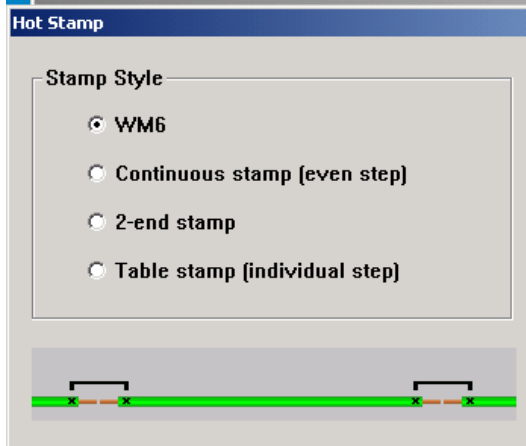 Hot Stamp
Stamp Style
WM6
Continuous stamp (even step)
2-end stamp
Table stamp (individual step)